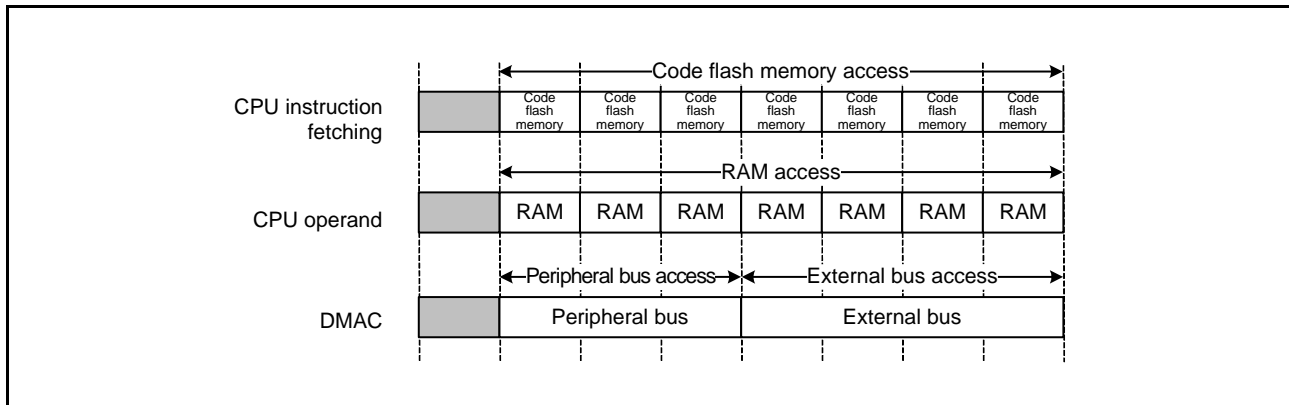 Code flash memory access
CPU instruction
fetching
Code Code Code Code Code Code Code
flash flash flash flash flash flash flash
memory memory memory memory memory memory memory
RAM access
CPU operand
RAM RAM RAM RAM RAM RAM RAM
Peripheral bus access External bus access
DMAC
Peripheral bus External bus